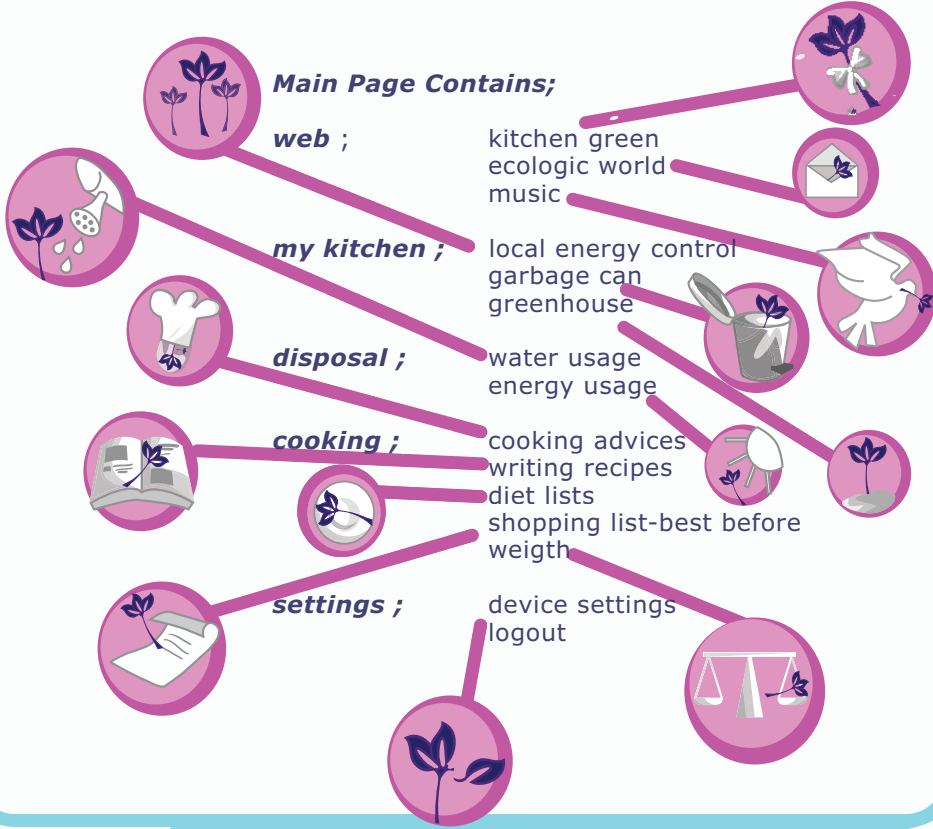 Main Page Contains;
web ; kitchen green
ecologic world
music
my kitchen ; local energy control
garbage can
greenhouse
disposal ; water usage
energy usage
cooking ; cooking advices
writing recipes
diet lists
shopping list-best before
weigth
settings ; device settings
logout